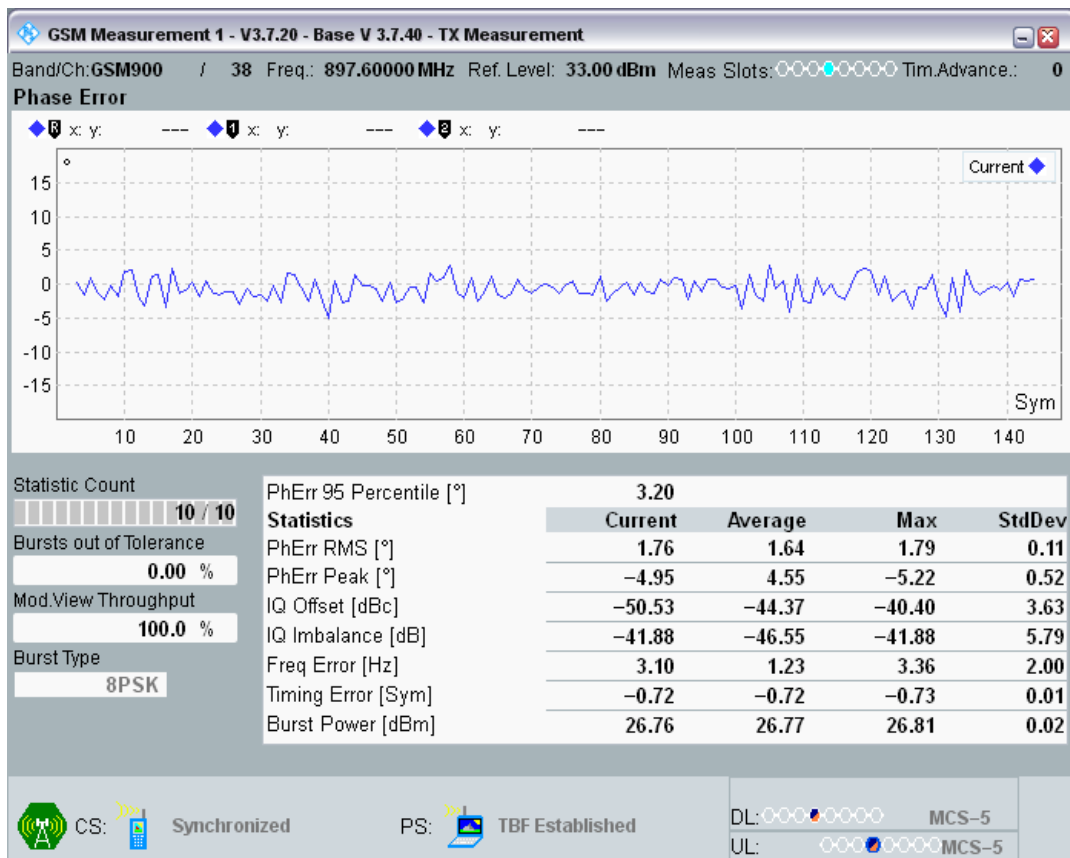 GSM Measurement 1 - V3.7.20 - Base V 3.7.40 - TX Measurement
Band/Ch:GSM900 / 38 Freq.: 897.60000 MHz Ref. Level: 33.00 dBm Meas Slots: Tim.Advance.: 0
Phase Error
R x: y: --- 1 x: y: --- 2 x: y: ---
°
Current
15
10
5
0
-5
-10
-15
Sym
10 20 30 40 50 60 70 80 90 100 110 120 130 140
Statistic Count
10 / 10
Bursts out of Tolerance
0.00 %
Mod.View Throughput
100.0 %
Burst Type
8PSK
PhErr 95 Percentile [°] 3.20
Statistics Current Average Max StdDev
PhErr RMS [°] 1.76 1.64 1.79 0.11
PhErr Peak [°] −4.95 4.55 −5.22 0.52
IQ Offset [dBc] −50.53 −44.37 −40.40 3.63
IQ Imbalance [dB] −41.88 −46.55 −41.88 5.79
Freq Error [Hz] 3.10 1.23 3.36 2.00
Timing Error [Sym] −0.72 −0.72 −0.73 0.01
Burst Power [dBm] 26.76 26.77 26.81 0.02
CS: Synchronized PS: TBF Established
DL: MCS−5
UL: MCS−5